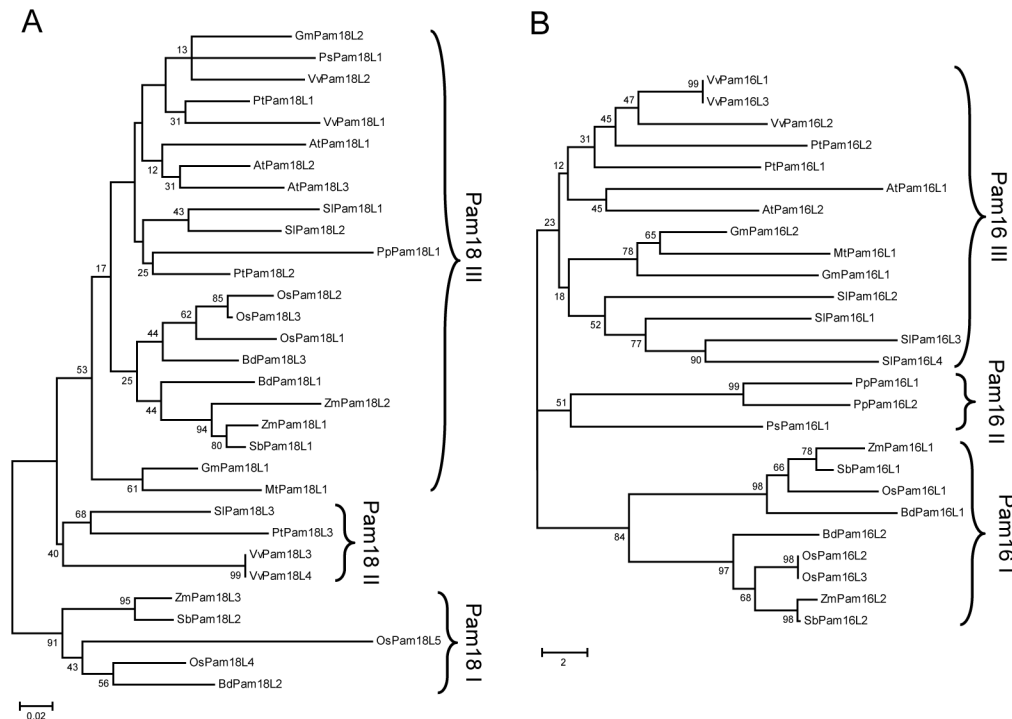 A
13
GmPam18L2
PsPam18L1
VvPam18L2
PtPam18L1
31
VvPam18L1
AtPam18L1
12
AtPam18L2
31
AtPam18L3
43
SlPam18L1
SlPam18L2
PpPam18L1
25
PtPam18L2
17
OsPam18L2
85
OsPam18L3
62
OsPam18L1
44
BdPam18L3
25
BdPam18L1
44
ZmPam18L2
94
ZmPam18L1
80
SbPam18L1
53
GmPam18L1
61
MtPam18L1
Pam18 III
68
SlPam18L3
PtPam18L3
40
VvPam18L3
99
VvPam18L4
Pam18 II
95
ZmPam18L3
SbPam18L2
91
OsPam18L5
43
OsPam18L4
56
BdPam18L2
Pam18 I
0.02
B
99
VvPam16L1
VvPam16L3
47
VvPam16L2
45
PtPam16L2
31
PtPam16L1
12
AtPam16L1
45
AtPam16L2
23
65
GmPam16L2
MtPam16L1
78
GmPam16L1
18
SlPam16L2
52
SlPam16L1
77
SlPam16L3
90
SlPam16L4
Pam16 III
99
PpPam16L1
PpPam16L2
51
PsPam16L1
Pam16 II
78
ZmPam16L1
SbPam16L1
66
OsPam16L1
98
BdPam16L1
84
BdPam16L2
97
98
OsPam16L2
OsPam16L3
68
ZmPam16L2
98
SbPam16L2
Pam16 I
2